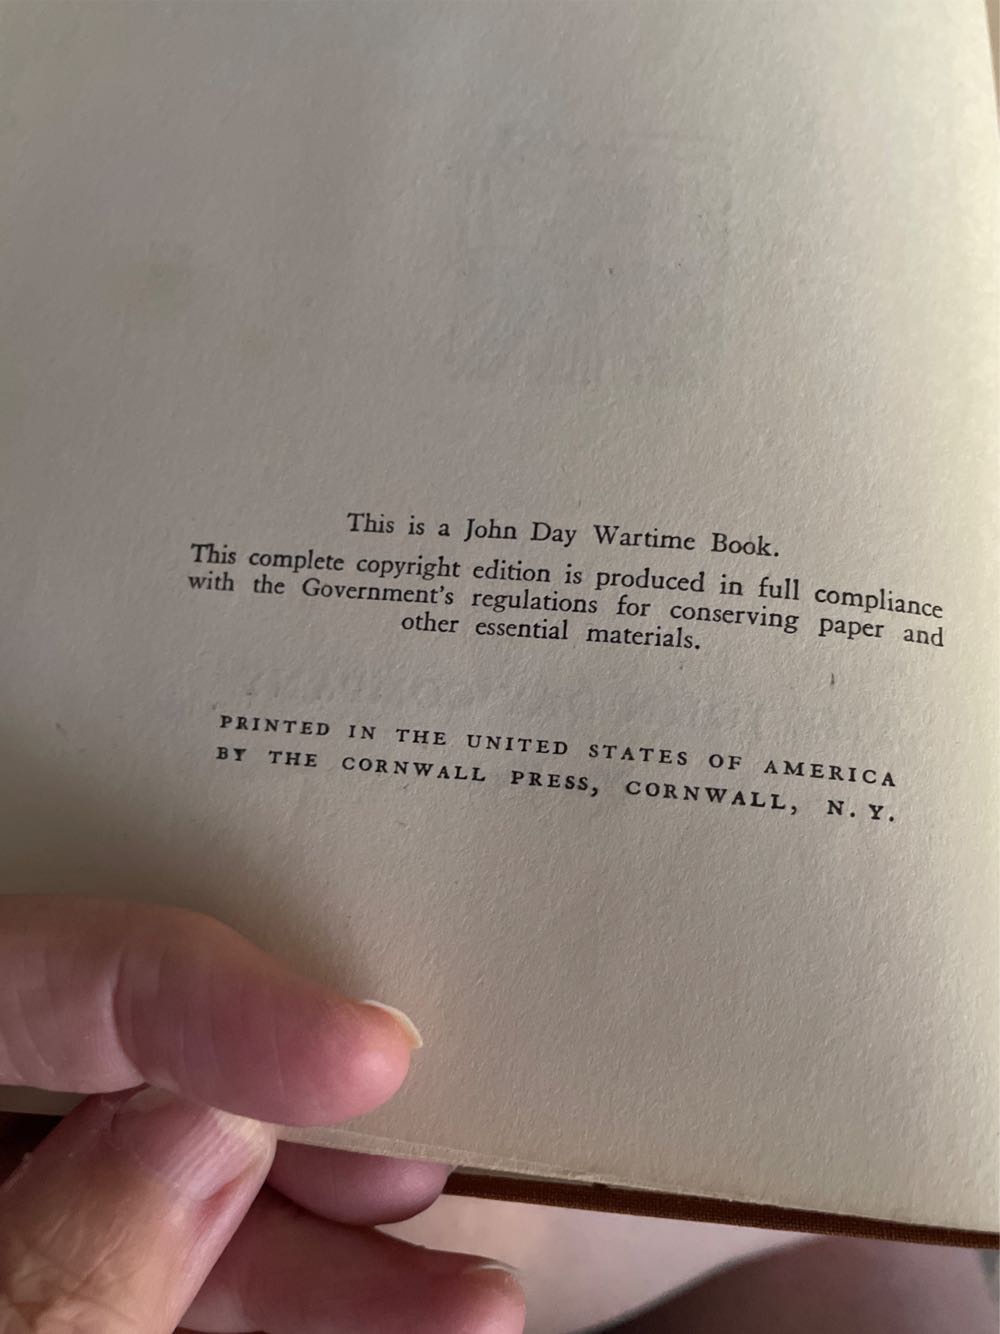 This is a John Day Wartime Book.
This complete copyright edition is produced in full compliance
with the Government's regulations for conserving paper and
other essential materials.
PRINTED IN THE UNITED STATES OF AMERICA
BY THE CORNWALL PRESS, CORNWALL, N. Y.